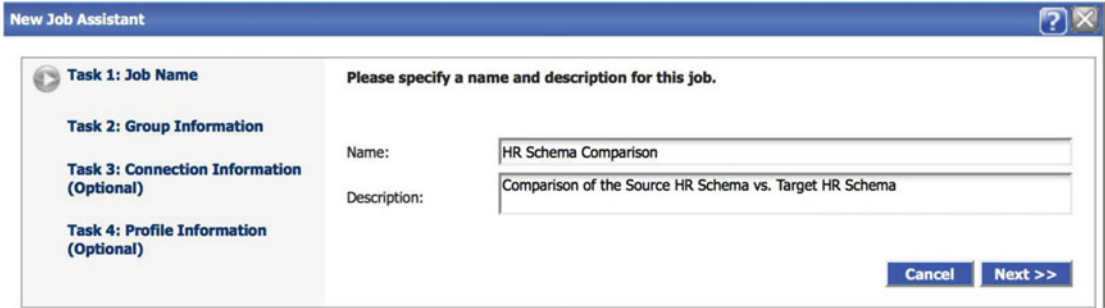 New Job Assistant
?
Task 1: Job Name
Please specify a name and description for this job.
Task 2: Group Information
Name:
HR Schema Comparison
Task 3: Connection Information
(Optional)
Description:
Comparison of the Source HR Schema vs. Target HR Schema
Task 4: Profile Information
(Optional)
Cancel
Next >>